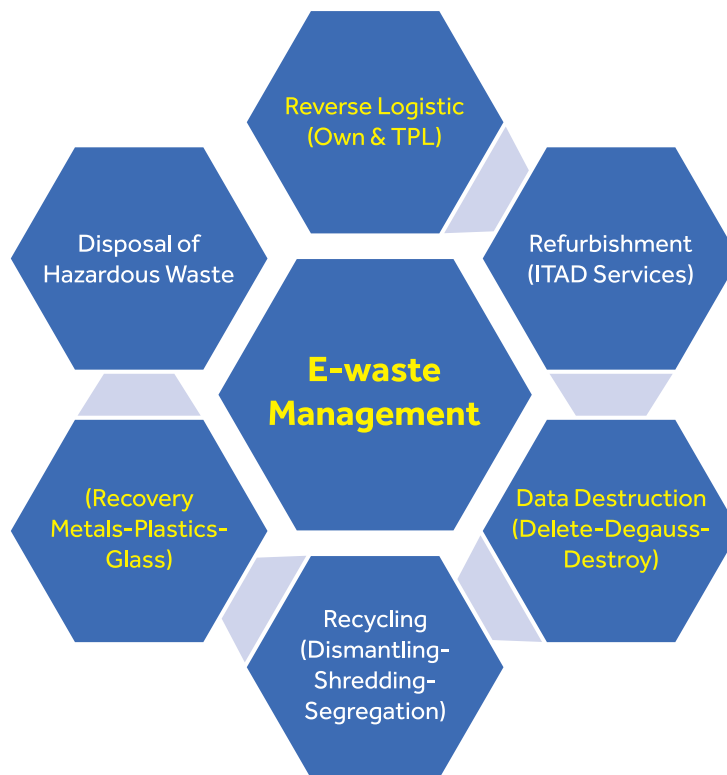 Reverse Logistic
(Own & TPL)
Refurbishment
(ITAD Services)
Data Destruction
(Delete-Degauss-
Destroy)
Recycling
(Dismantling-
Shredding-
Segregation)
(Recovery
Metals-Plastics-
Glass)
Disposal of
Hazardous Waste
E-waste
Management